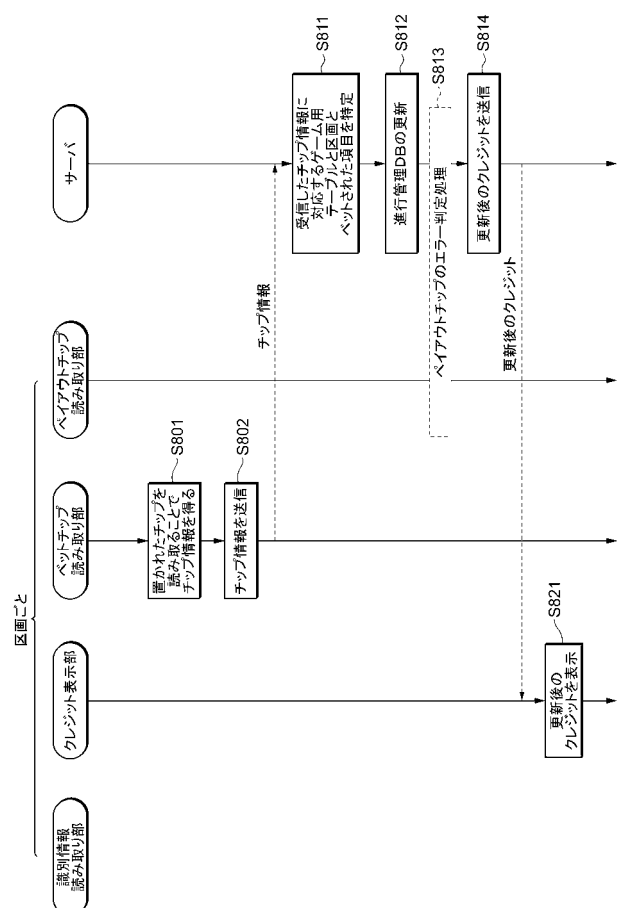 区画ごと
識別情報
読み取り部
クレジット表示部
ベットチップ
読み取り部
ペイアウトチップ
読み取り部
サーバ
置かれたチップを
読み取ることで
チップ情報を得る
S801
チップ情報を送信
S802
チップ情報
受信したチップ情報に
対応するゲーム用
テーブルと区画と
ベットされた項目を特定
S811
進行管理DBの更新
S812
ペイアウトチップのエラー判定処理
S813
更新後のクレジットを送信
S814
更新後のクレジット
更新後の
クレジットを表示
S821